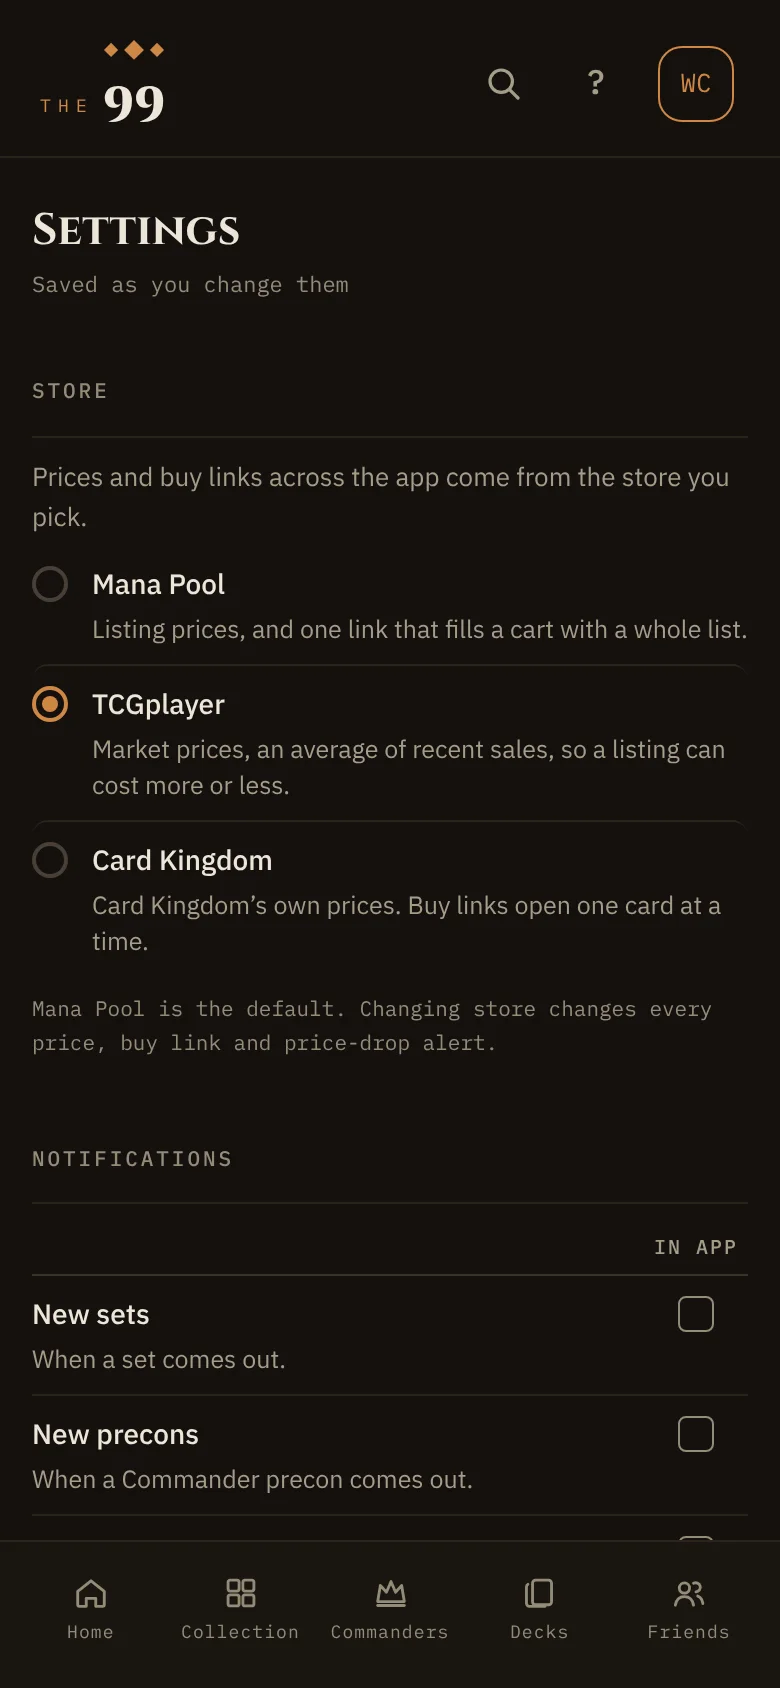 THE 99
?
WC
Settings
Saved as you change them
STORE
Prices and buy links across the app come from the store you
pick.
Mana Pool
Listing prices, and one link that fills a cart with a whole list.
TCGplayer
Market prices, an average of recent sales, so a listing can
cost more or less.
Card Kingdom
Card Kingdom’s own prices. Buy links open one card at a
time.
Mana Pool is the default. Changing store changes every
price, buy link and price-drop alert.
NOTIFICATIONS
IN APP
New sets
When a set comes out.
New precons
When a Commander precon comes out.
Home Collection Commanders Decks Friends